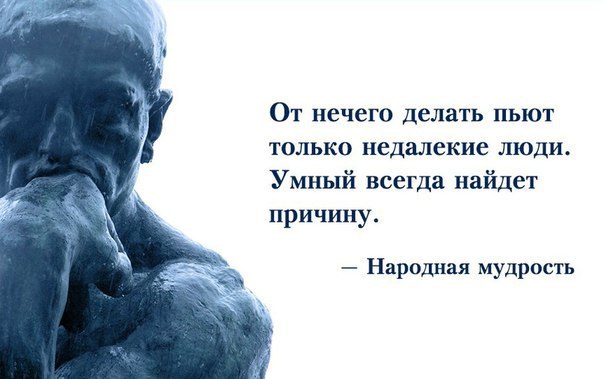 От нечего делать пьют
только недалекие люди.
Умный всегда найдет
причину.
— Народная мудрость